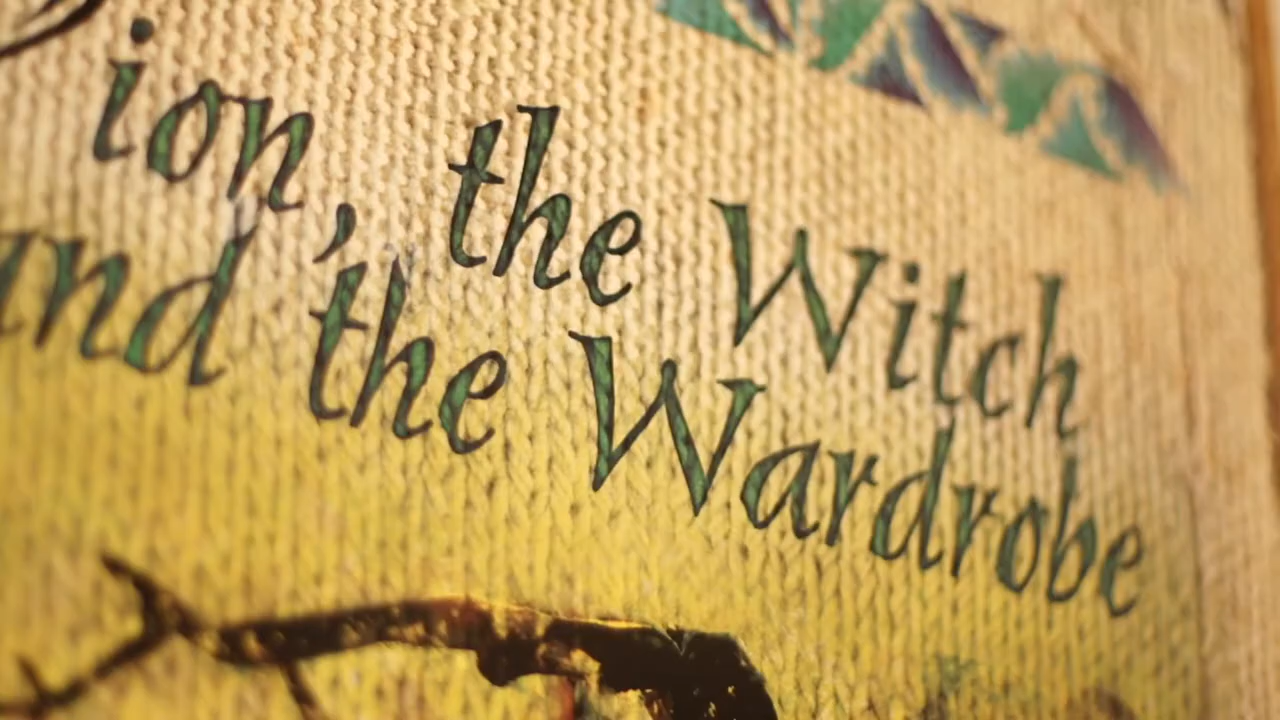 ion, the Witch
and the Wardrobe